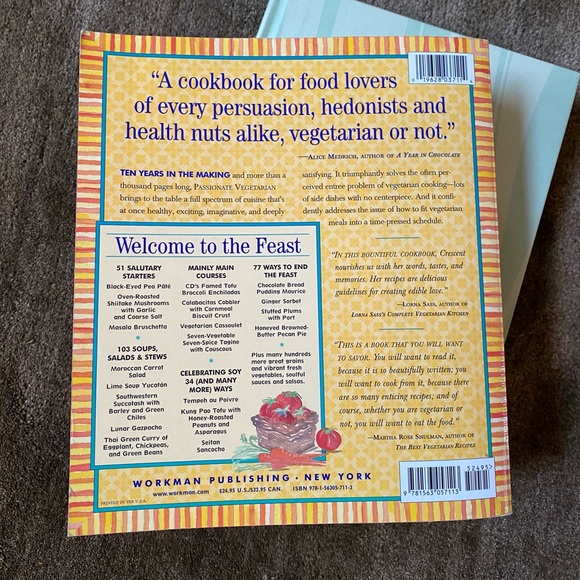 8 19628 03711 4
“A cookbook for food lovers
of every persuasion, hedonists and
health nuts alike, vegetarian or not.”
—Alice Medrich, author of A Year in Chocolate
TEN YEARS IN THE MAKING and more than a
thousand pages long, Passionate Vegetarian
brings to the table a full spectrum of cuisine that's
at once healthy, exciting, imaginative, and deeply
satisfying. It triumphantly solves the often per-
ceived entree problem of vegetarian cooking—lots
of side dishes with no centerpiece. And it confi-
dently addresses the issue of how to fit vegetarian
meals into a time-pressed schedule.
Welcome to the Feast
51 SALUTARY
STARTERS
Black-Eyed Pea Pâté
Oven-Roasted
Shiitake Mushrooms
with Garlic
and Coarse Salt
Masala Bruschetta
103 SOUPS,
SALADS & STEWS
Moroccan Carrot
Salad
Lime Soup Yucatán
Southwestern
Succotash with
Barley and Green
Chiles
Lunar Gazpacho
Thai Green Curry of
Eggplant, Chickpeas,
and Green Beans
MAINLY MAIN
COURSES
CD's Famed Tofu
Broccoli Enchiladas
Calabacitas Cobbler
with Cornmeal
Biscuit Crust
Vegetarian Cassoulet
Seven-Vegetable
Seven-Spice Tagine
with Couscous
CELEBRATING SOY
34 (AND MANY
MORE) WAYS
Tempeh au Poivre
Kung Pao Tofu with
Honey-Roasted
Peanuts and
Asparagus
Seitan
Sancocho
77 WAYS TO END
THE FEAST
Chocolate Bread
Pudding Maurice
Ginger Sorbet
Stuffed Plums
with Port
Honeyed Browned-
Butter Pecan Pie
Plus many hundreds
more great grains
and vibrant fresh
vegetables, soulful
sauces and salsas.
“In this bountiful cookbook, Crescent
nourishes us with her words, tastes, and
memories. Her recipes are delicious
guidelines for creating edible love.”
—Lorna Sass, author of
Lorna Sass's Complete Vegetarian Kitchen
“This is a book that you will want
to savor. You will want to read it,
because it is so beautifully written; you
will want to cook from it, because there
are so many enticing recipes; and of
course, whether you are vegetarian or
not, you will want to eat the food.”
—Martha Rose Shulman, author of
The Best Vegetarian Recipes
WORKMAN PUBLISHING • NEW YORK
www.workman.com $24.95 U.S./$32.95 CAN. ISBN 978-1-56305-711-3
PRINTED IN THE U.S.A.
52495
9 781563 057113